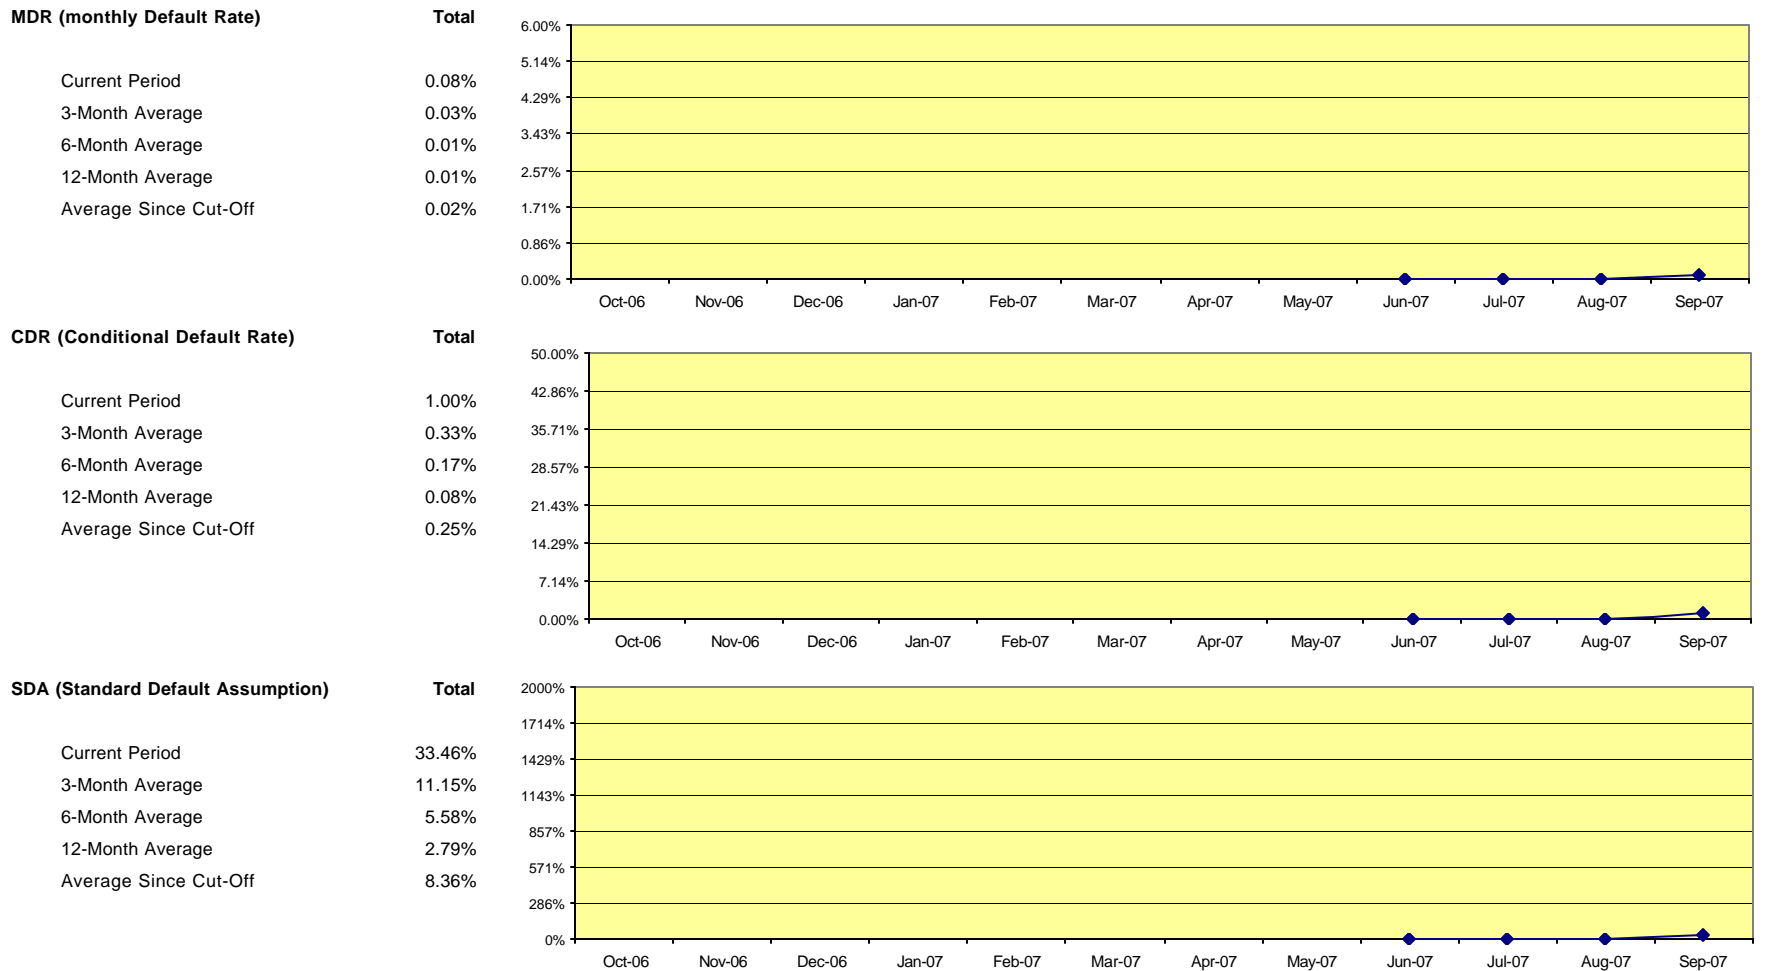 MDR (monthly Default Rate) Total
Current Period 0.08%
3-Month Average 0.03%
6-Month Average 0.01%
12-Month Average 0.01%
Average Since Cut-Off 0.02%
6.00%
5.14%
4.29%
3.43%
2.57%
1.71%
0.86%
0.00%
Oct-06 Nov-06 Dec-06 Jan-07 Feb-07 Mar-07 Apr-07 May-07 Jun-07 Jul-07 Aug-07 Sep-07
CDR (Conditional Default Rate) Total
Current Period 1.00%
3-Month Average 0.33%
6-Month Average 0.17%
12-Month Average 0.08%
Average Since Cut-Off 0.25%
50.00%
42.86%
35.71%
28.57%
21.43%
14.29%
7.14%
0.00%
Oct-06 Nov-06 Dec-06 Jan-07 Feb-07 Mar-07 Apr-07 May-07 Jun-07 Jul-07 Aug-07 Sep-07
SDA (Standard Default Assumption) Total
Current Period 33.46%
3-Month Average 11.15%
6-Month Average 5.58%
12-Month Average 2.79%
Average Since Cut-Off 8.36%
2000%
1714%
1429%
1143%
857%
571%
286%
0%
Oct-06 Nov-06 Dec-06 Jan-07 Feb-07 Mar-07 Apr-07 May-07 Jun-07 Jul-07 Aug-07 Sep-07